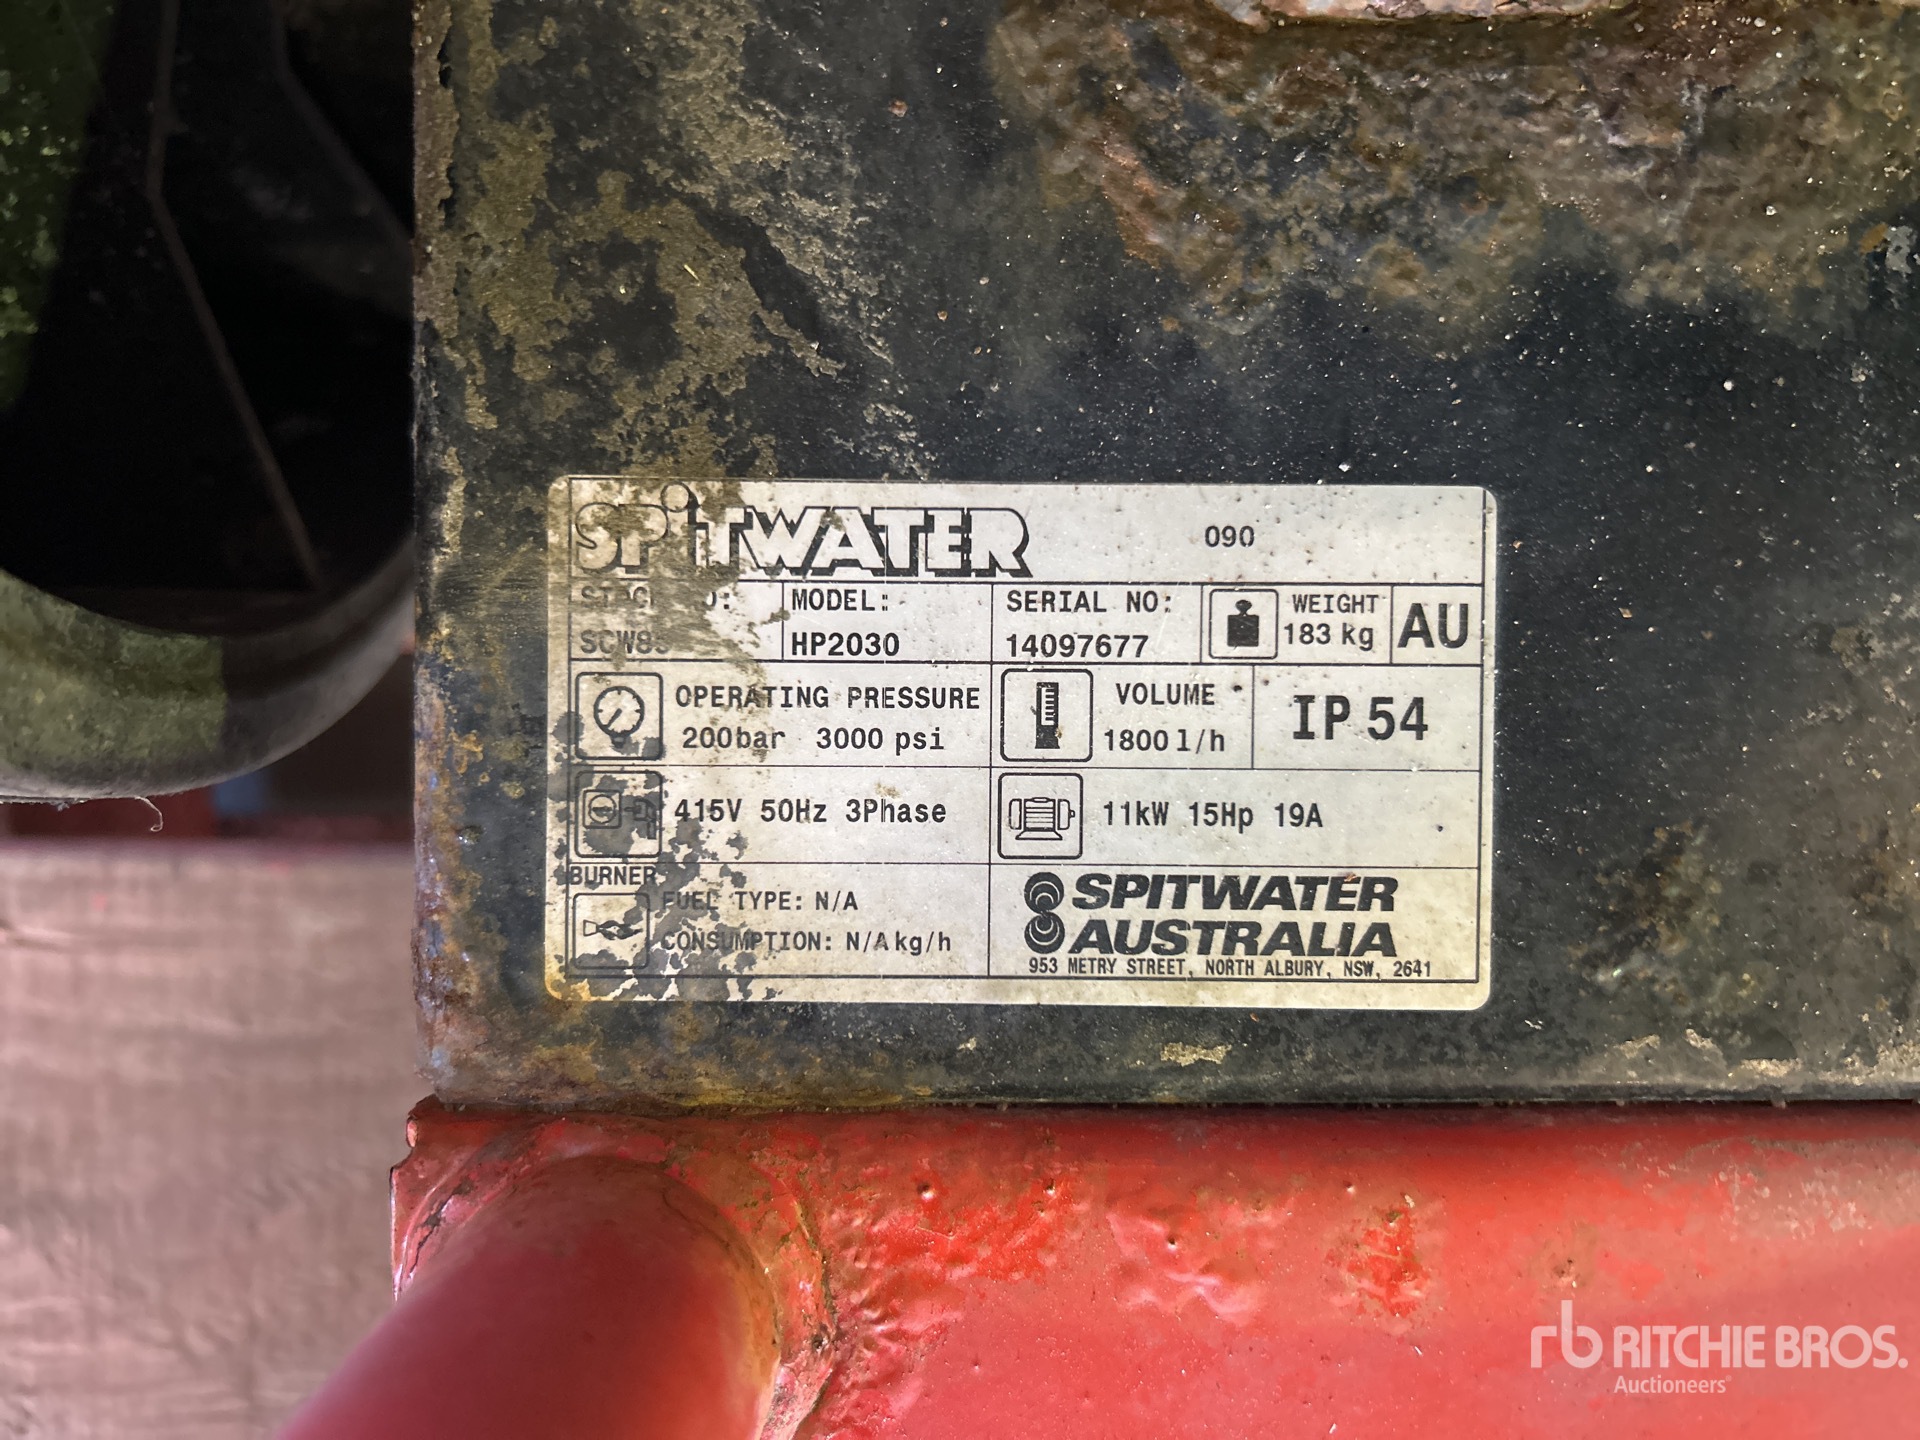 SPiTWATER 090
MODEL: SERIAL NO: WEIGHT AU
HP2030 14097677 183 kg
OPERATING PRESSURE VOLUME IP 54
200bar 3000 psi 1800 l/h
415V 50Hz 3Phase 11kW 15Hp 19A
BURNER
FUEL TYPE: N/A
CONSUMPTION: N/A kg/h
SPITWATER
AUSTRALIA
953 METRY STREET, NORTH ALBURY, NSW, 2641
rb RITCHIE BROS.
Auctioneers